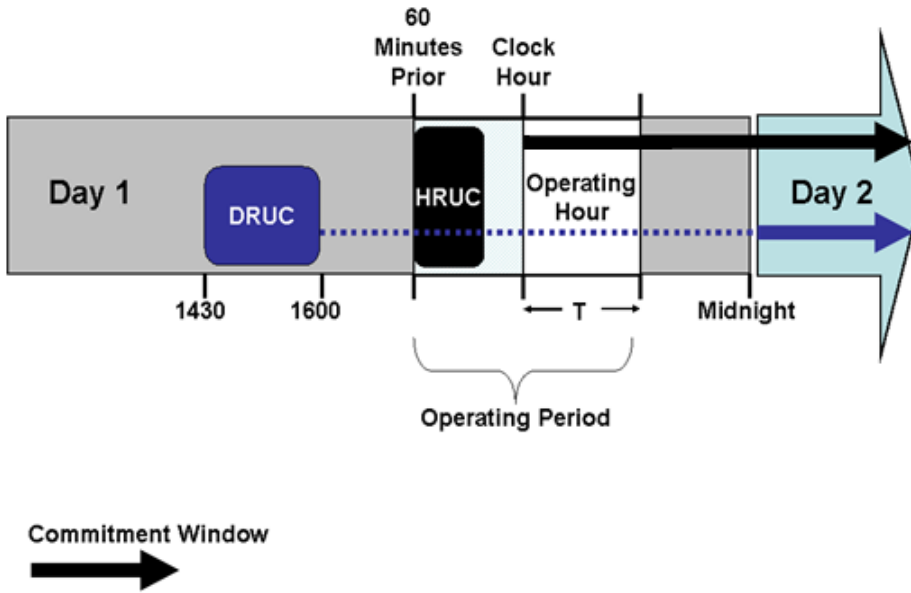 60
Minutes
Prior
Clock
Hour
Day 1
DRUC
HRUC
Operating
Hour
Day 2
1430
1600
T
Midnight
Operating Period
Commitment Window